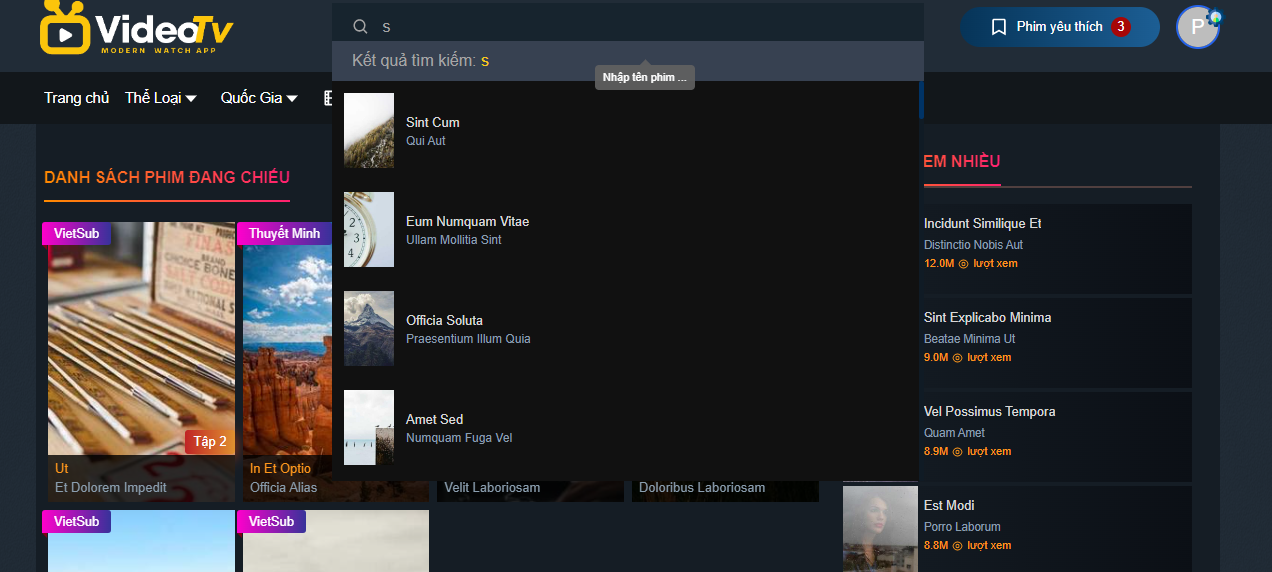 VideoTv
MODERN WATCH APP
s
Phim yêu thích 3
P
Kết quả tìm kiếm: s
Nhập tên phim ...
Trang chủ Thể Loại Quốc Gia
Sint Cum
Qui Aut
Eum Numquam Vitae
Ullam Mollitia Sint
Officia Soluta
Praesentium Illum Quia
Amet Sed
Numquam Fuga Vel
DANH SÁCH PHIM ĐANG CHIẾU
VietSub
Tập 2
Ut
Et Dolorem Impedit
Thuyết Minh
In Et Optio
Officia Alias
Velit Laboriosam
Doloribus Laboriosam
VietSub
VietSub
EM NHIỀU
Incidunt Similique Et
Distinctio Nobis Aut
12.0M lượt xem
Sint Explicabo Minima
Beatae Minima Ut
9.0M lượt xem
Vel Possimus Tempora
Quam Amet
8.9M lượt xem
Est Modi
Porro Laborum
8.8M lượt xem